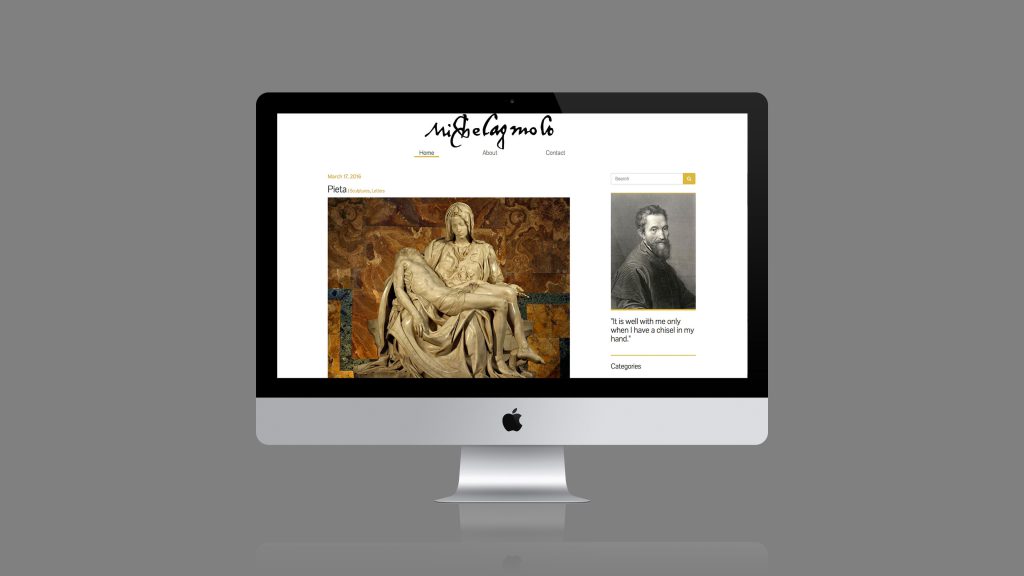 Michelagniolo
Home About Contact
March 17, 2016
Pieta | Sculptures, Letters
Search
"It is well with me only
when I have a chisel in my
hand."
Categories